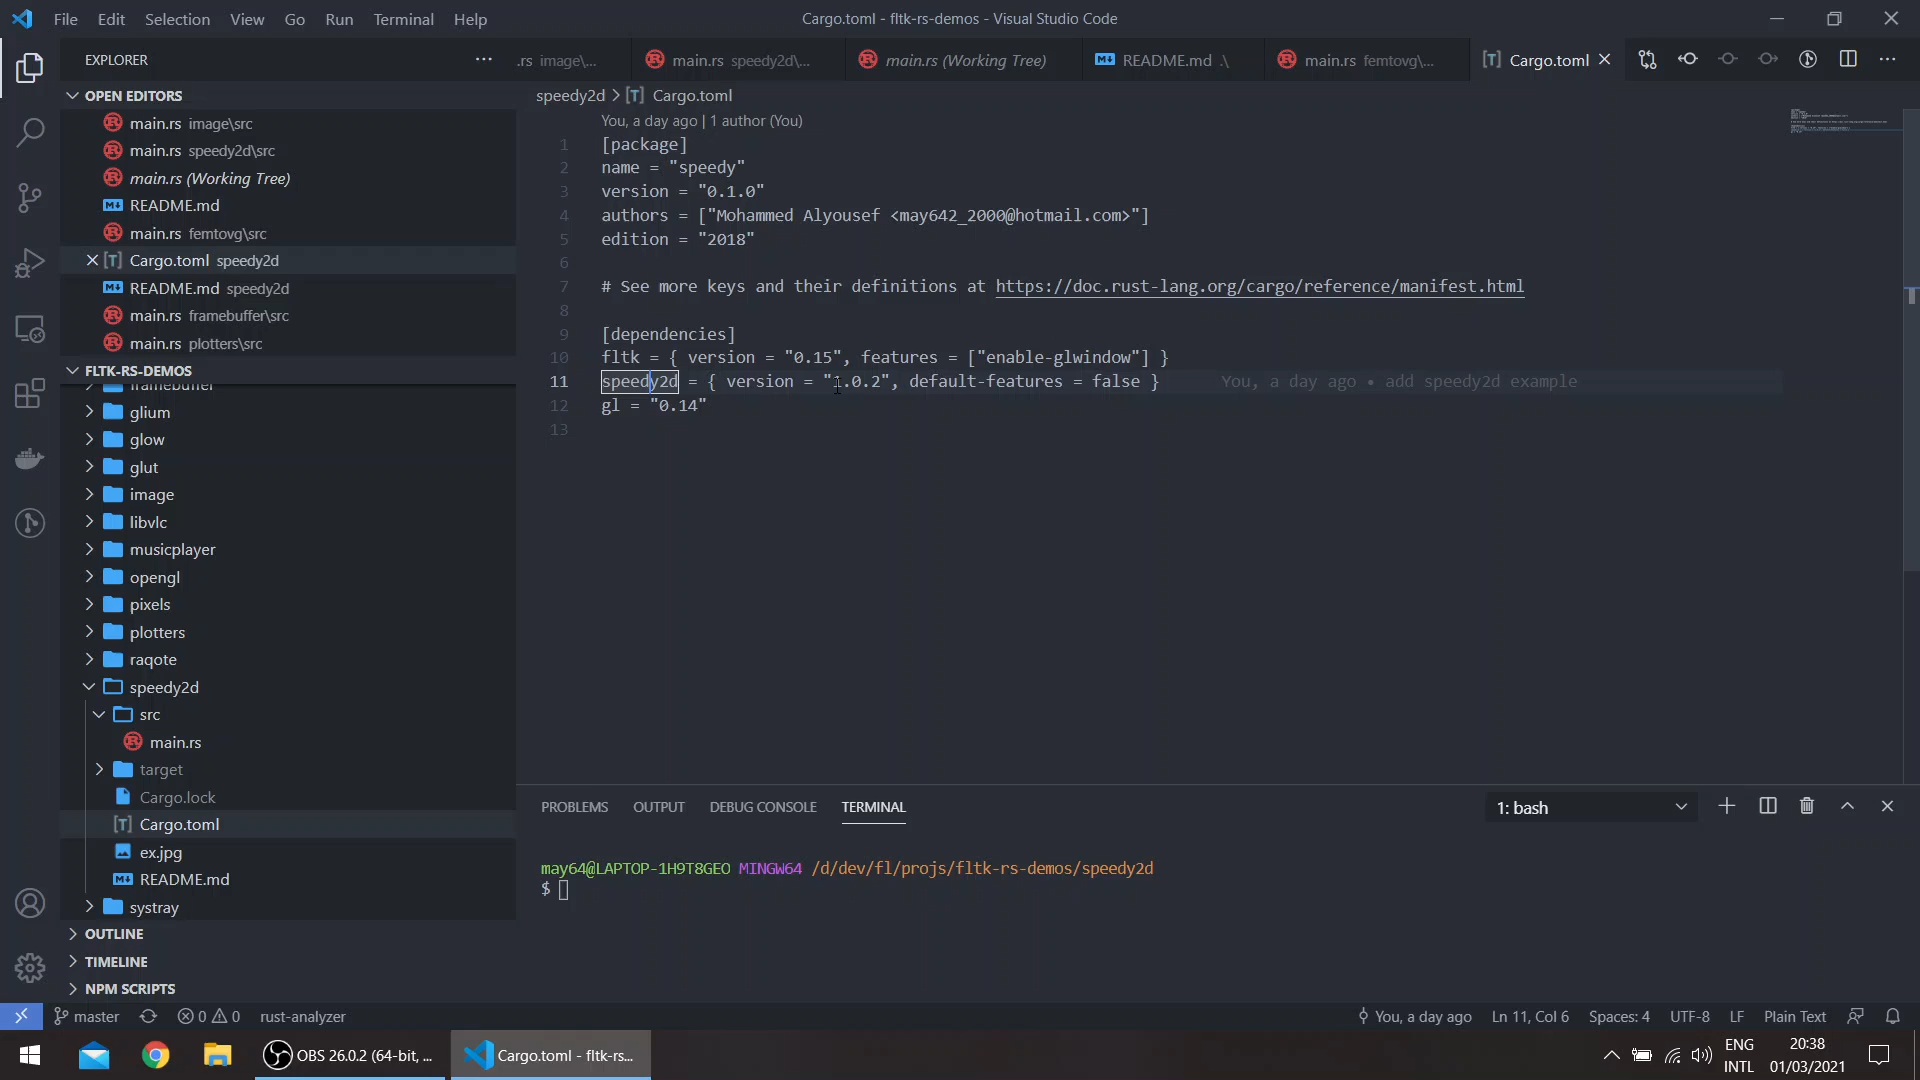 File Edit Selection View Go Run Terminal Help
Cargo.toml - fltk-rs-demos - Visual Studio Code
EXPLORER
.rs image\...
main.rs speedy2d\...
main.rs (Working Tree)
README.md .\
main.rs femtovg\...
[T] Cargo.toml
OPEN EDITORS
main.rs image\src
main.rs speedy2d\src
main.rs (Working Tree)
README.md
main.rs femtovg\src
[T] Cargo.toml speedy2d
README.md speedy2d
main.rs framebuffer\src
main.rs plotters\src
FLTK-RS-DEMOS
framebuffer
glium
glow
glut
image
libvlc
musicplayer
opengl
pixels
plotters
raqote
speedy2d
src
main.rs
target
Cargo.lock
[T] Cargo.toml
ex.jpg
README.md
systray
OUTLINE
TIMELINE
NPM SCRIPTS
speedy2d > [T] Cargo.toml
You, a day ago | 1 author (You)
1 [package]
2 name = "speedy"
3 version = "0.1.0"
4 authors = ["Mohammed Alyousef <may642_2000@hotmail.com>"]
5 edition = "2018"
6
7 # See more keys and their definitions at https://doc.rust-lang.org/cargo/reference/manifest.html
8
9 [dependencies]
10 fltk = { version = "0.15", features = ["enable-glwindow"] }
11 speedy2d = { version = "1.0.2", default-features = false } You, a day ago • add speedy2d example
12 gl = "0.14"
13
PROBLEMS OUTPUT DEBUG CONSOLE TERMINAL
1: bash
may64@LAPTOP-1H9T8GEO MINGW64 /d/dev/fl/projs/fltk-rs-demos/speedy2d
$
master
0 0
rust-analyzer
You, a day ago
Ln 11, Col 6
Spaces: 4
UTF-8
LF
Plain Text
OBS 26.0.2 (64-bit, ...
Cargo.toml - fltk-rs...
ENG
INTL
20:38
01/03/2021